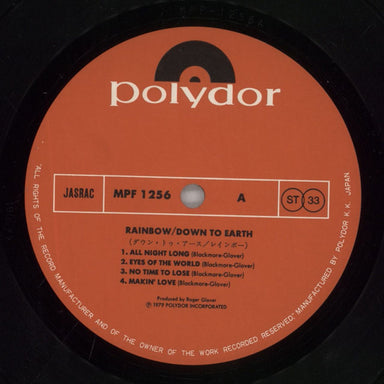 polydor
JASRAC
MPF 1256
A
ST 33
RAINBOW/DOWN TO EARTH
(ダウン・トゥ・アース/レインボー)
1. ALL NIGHT LONG (Blackmore-Glover)
2. EYES OF THE WORLD (Blackmore-Glover)
3. NO TIME TO LOSE (Blackmore-Glover)
4. MAKIN' LOVE (Blackmore-Glover)
Produced by Roger Glover
℗ 1979 POLYDOR INCORPORATED
ALL RIGHTS OF THE RECORD MANUFACTURER AND OF THE OWNER OF THE WORK RECORDED RESERVED. MANUFACTURED BY POLYDOR K.K. JAPAN.